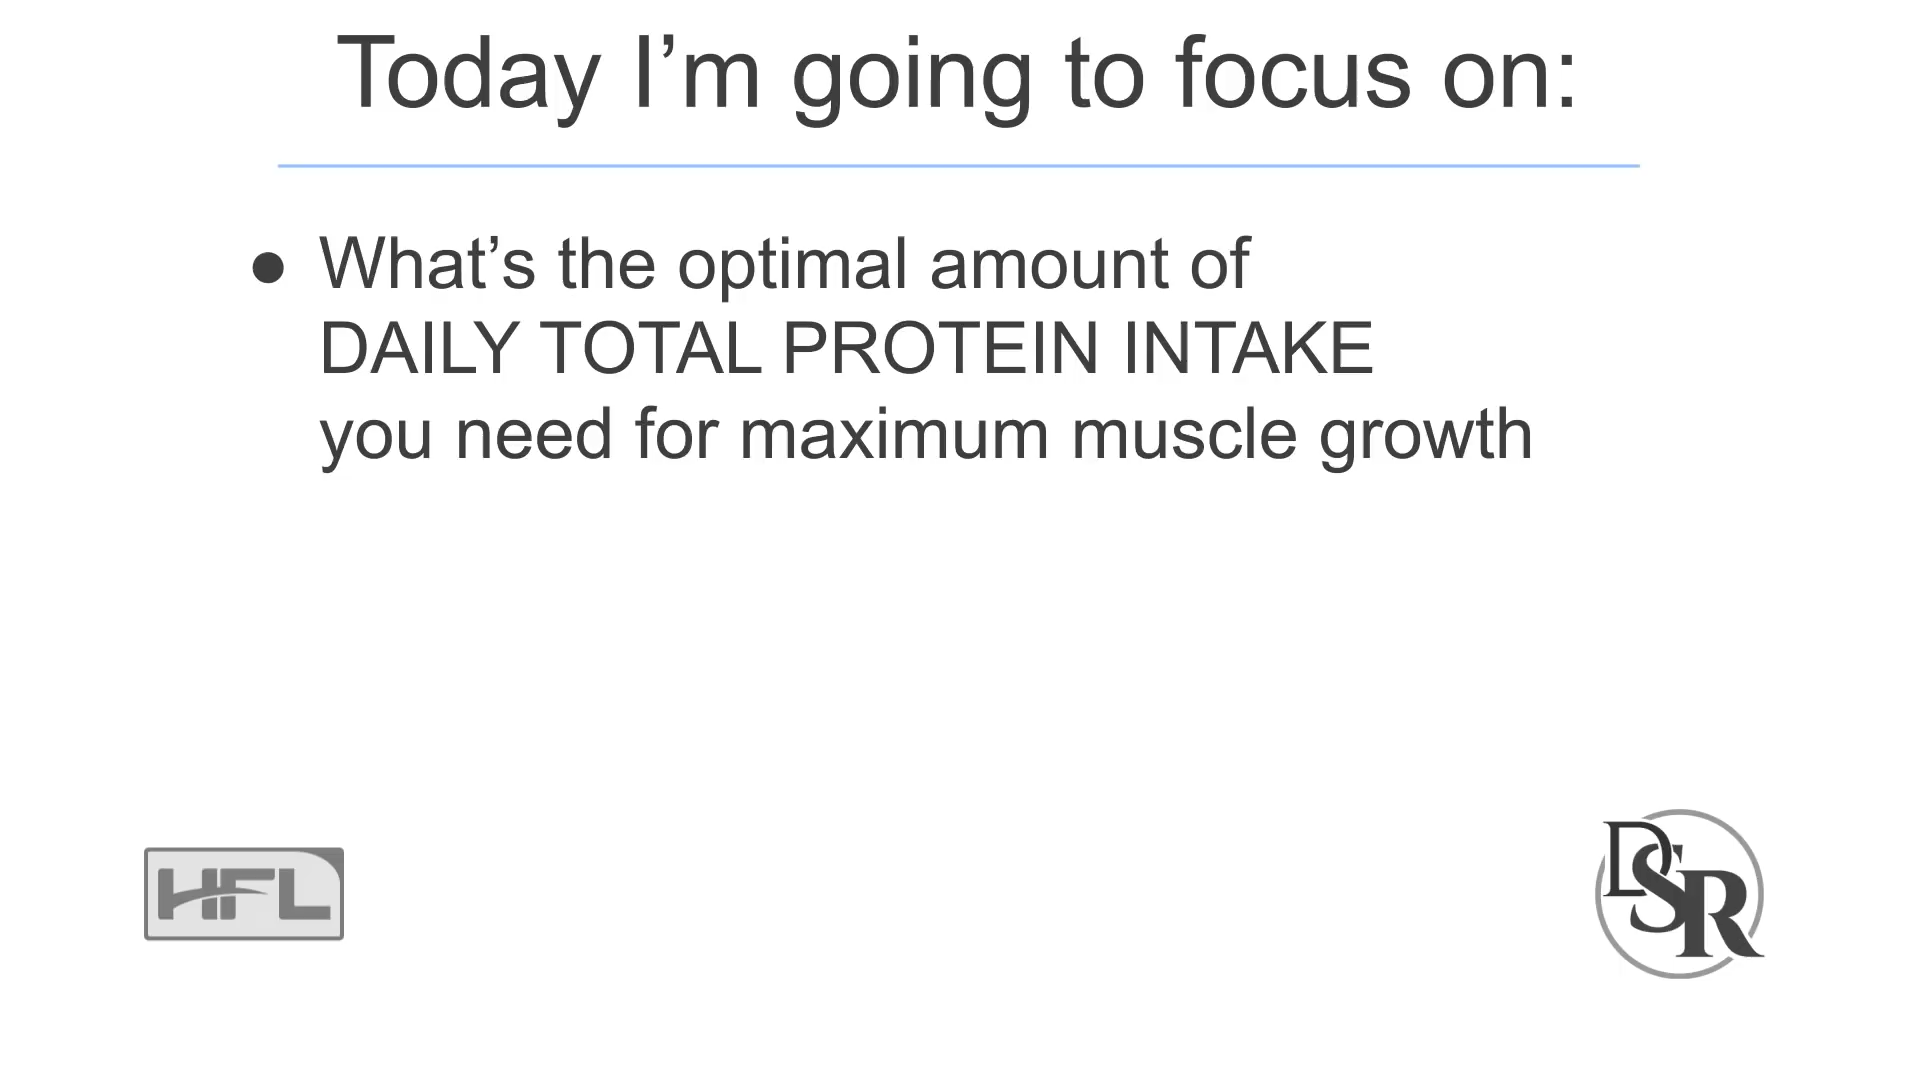 Today I’m going to focus on:
● What’s the optimal amount of
DAILY TOTAL PROTEIN INTAKE
you need for maximum muscle growth
HFL
DSR